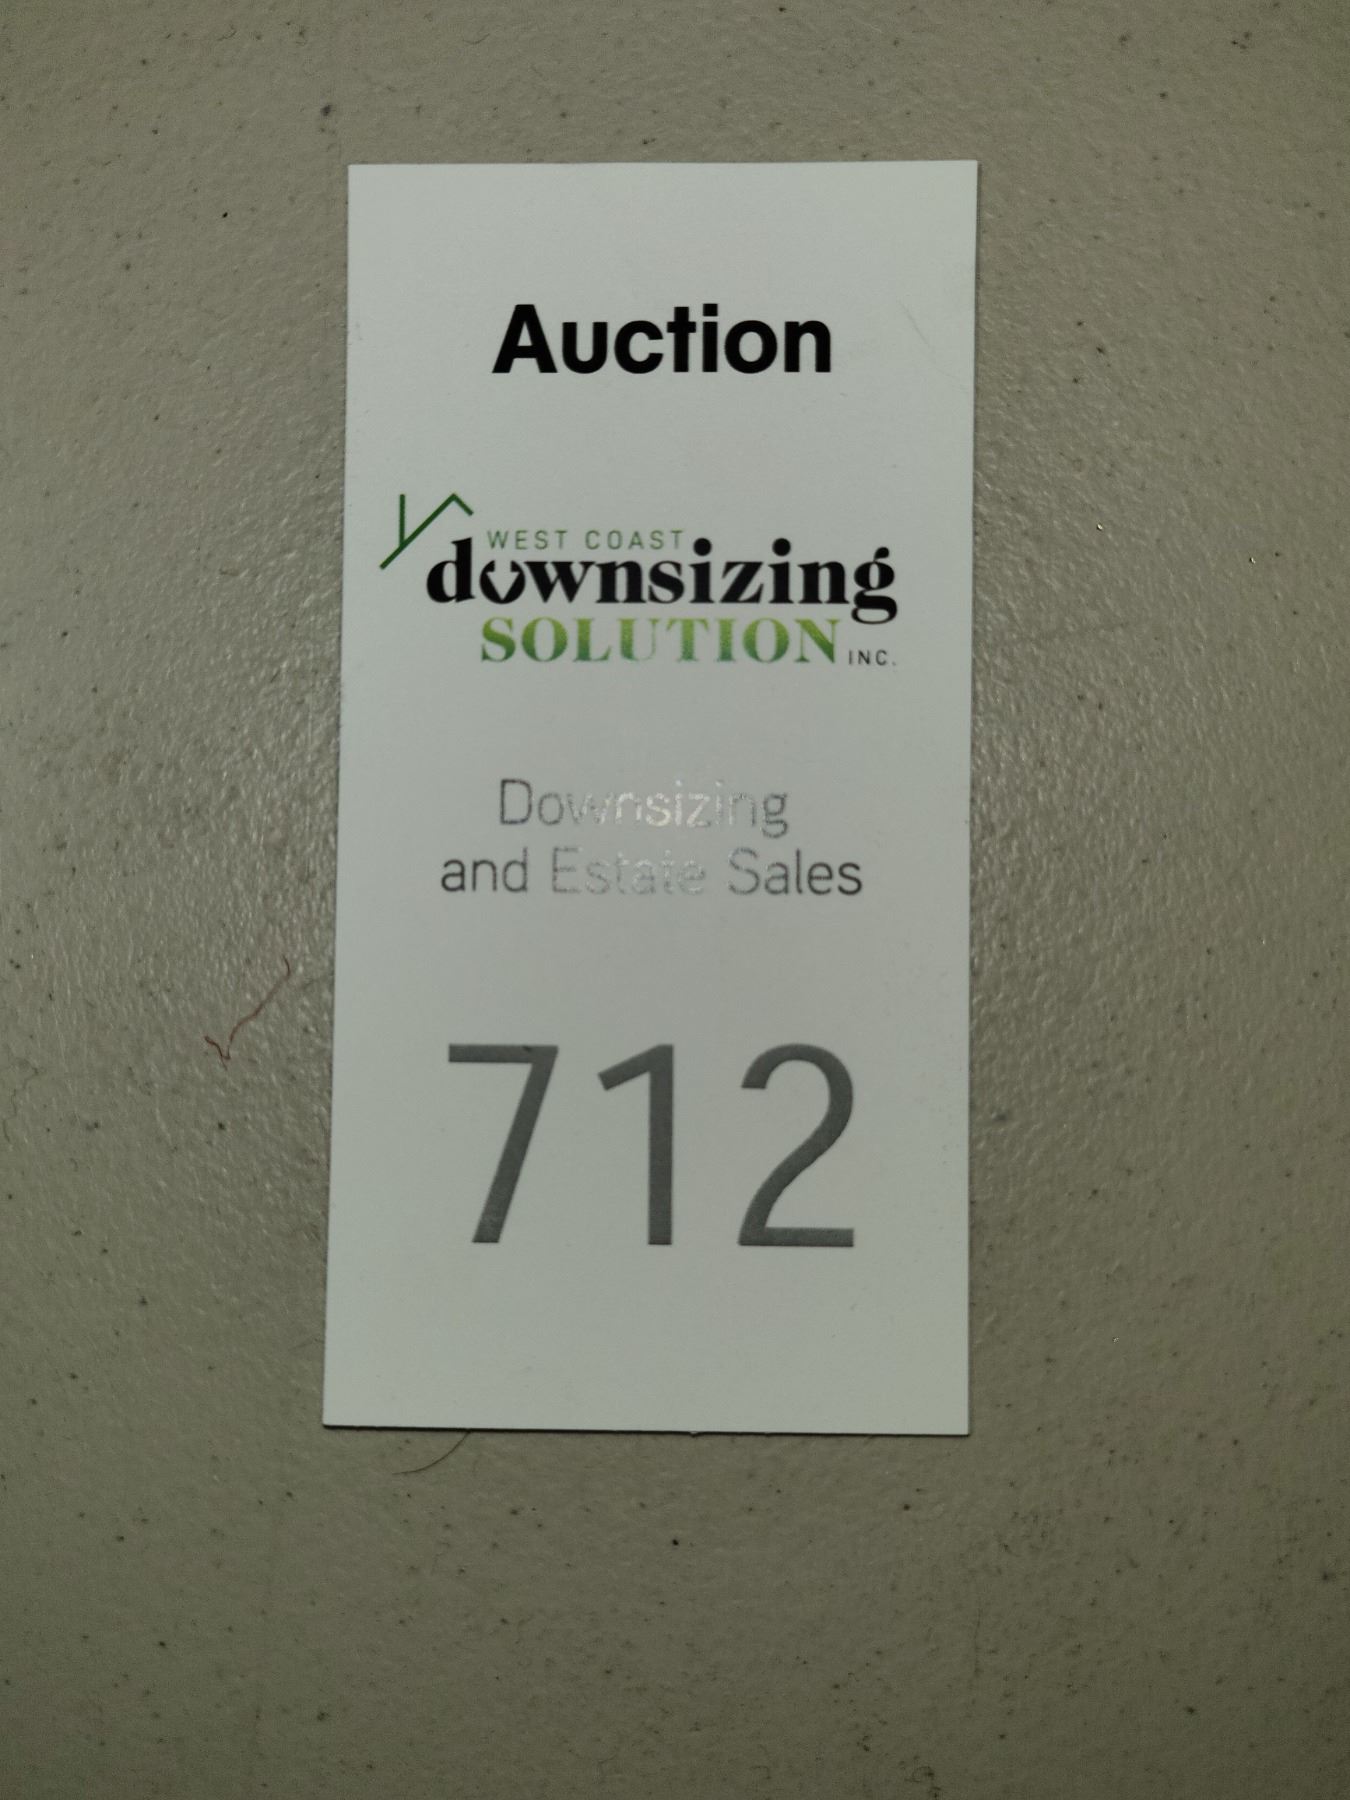 Auction
WEST COAST
downsizing
SOLUTION INC.
Downsizing
and Estate Sales
712